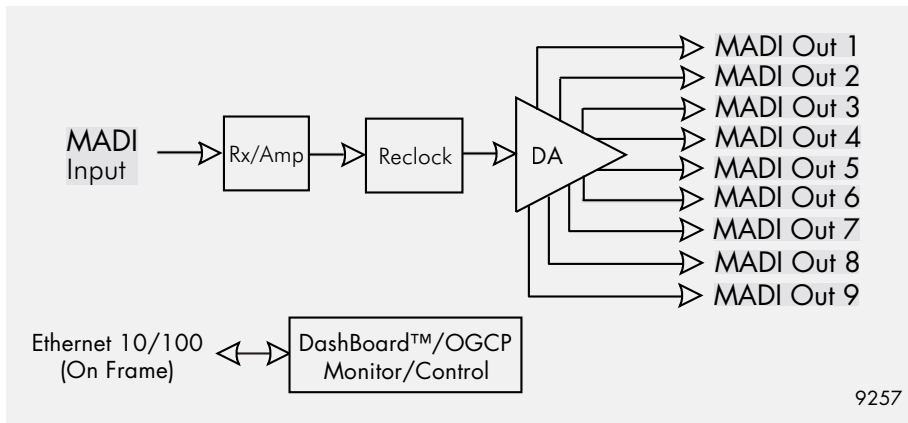 MADI
Input
Rx/Amp
Reclock
DA
MADI Out 1
MADI Out 2
MADI Out 3
MADI Out 4
MADI Out 5
MADI Out 6
MADI Out 7
MADI Out 8
MADI Out 9
Ethernet 10/100
(On Frame)
DashBoard™/OGCP
Monitor/Control
9257